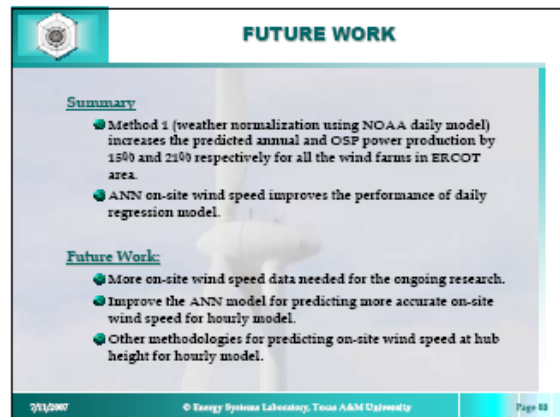 FUTURE WORK
Summary
Method 1 (weather normalization using NOAA daily model)
increases the predicted annual and OSP power production by
15% and 21% respectively for all the wind farms in ERCOT
area.
ANN on-site wind speed improves the performance of daily
regression model.
Future Work:
More on-site wind speed data needed for the ongoing research.
Improve the ANN model for predicting more accurate on-site
wind speed for hourly model.
Other methodologies for predicting on-site wind speed at hub
height for hourly model.
7/11/2007
© Energy Systems Laboratory, Texas A&M University
Page